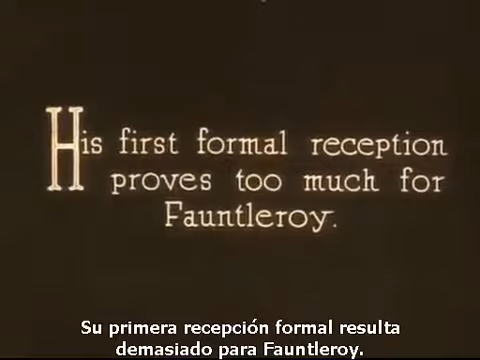 His first formal reception
proves too much for
Fauntleroy.
Su primera recepción formal resulta
demasiado para Fauntleroy.